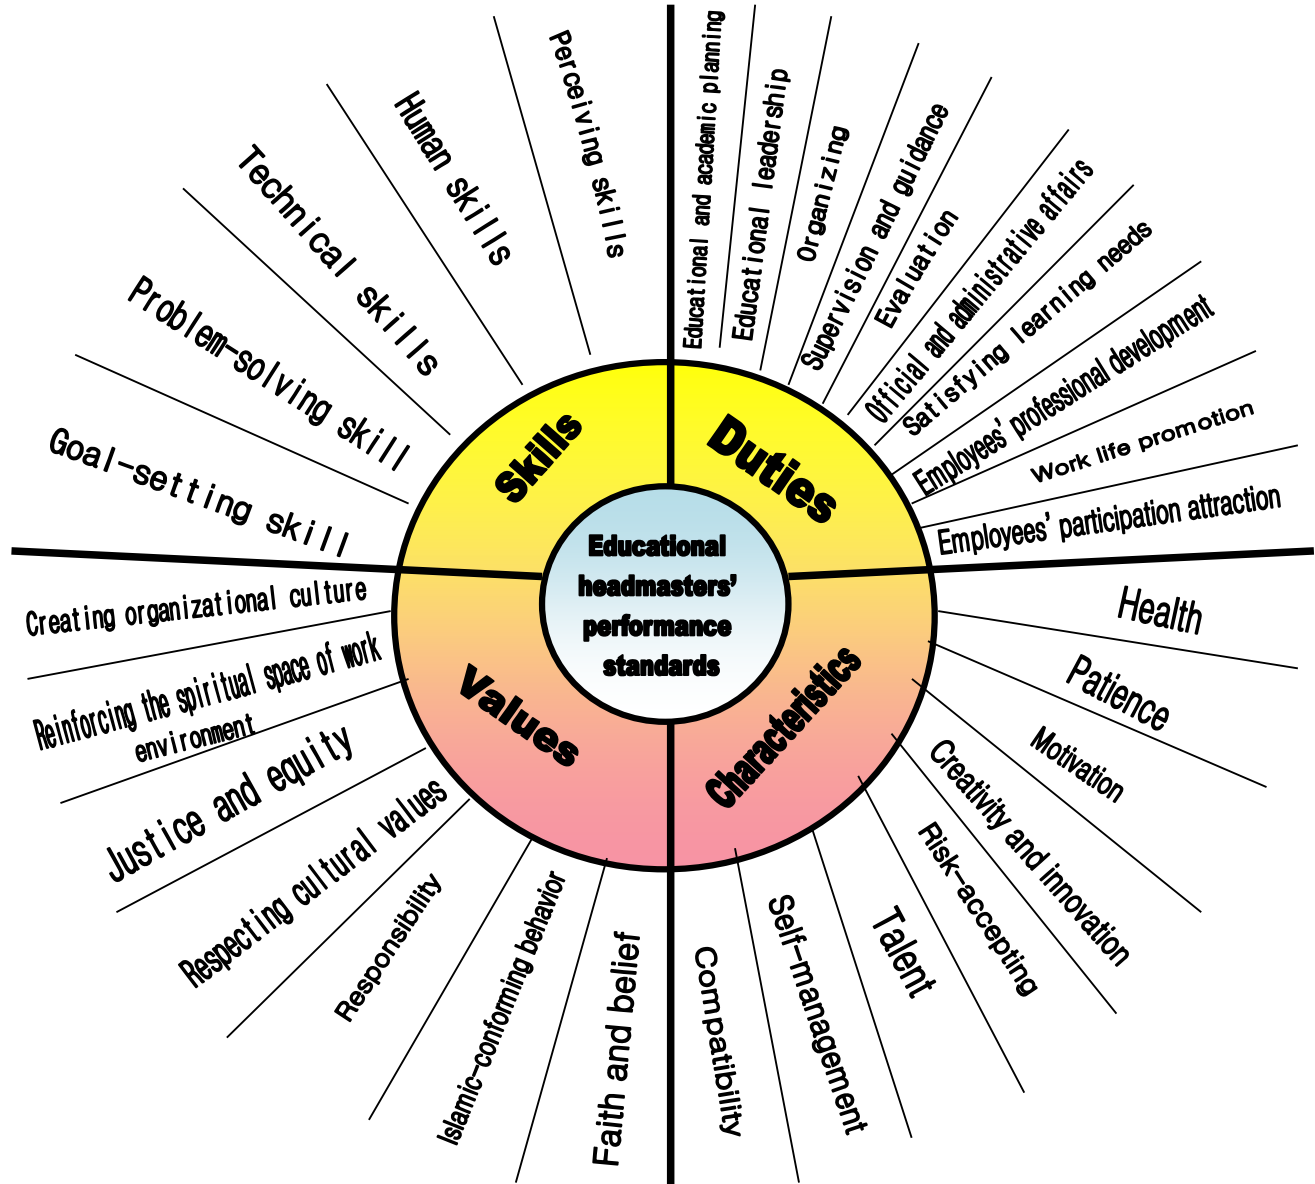 Educational
headmasters’
performance
standards
Skills
Perceiving skills
Human skills
Technical skills
Problem-solving skill
Goal-setting skill
Duties
Educational and academic planning
Educational leadership
Organizing
Supervision and guidance
Evaluation
Official and administrative affairs
Satisfying learning needs
Employees’ professional development
Work life promotion
Employees’ participation attraction
Characteristics
Health
Patience
Motivation
Creativity and innovation
Risk-accepting
Talent
Self-management
Compatibility
Values
Creating organizational culture
Reinforcing the spiritual space of work
environment
Justice and equity
Respecting cultural values
Responsibility
Islamic-conforming behavior
Faith and belief